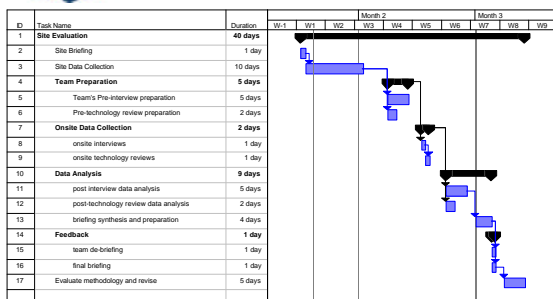 Month 2 Month 3
ID Task Name Duration W-1 W1 W2 W3 W4 W5 W6 W7 W8 W9
1 Site Evaluation 40 days
2 Site Briefing 1 day
3 Site Data Collection 10 days
4 Team Preparation 5 days
5 Team's Pre-interview preparation 5 days
6 Pre-technology review preparation 2 days
7 Onsite Data Collection 2 days
8 onsite interviews 1 day
9 onsite technology reviews 1 day
10 Data Analysis 9 days
11 post interview data analysis 5 days
12 post-technology review data analysis 2 days
13 briefing synthesis and preparation 4 days
14 Feedback 1 day
15 team de-briefing 1 day
16 final briefing 1 day
17 Evaluate methodology and revise 5 days